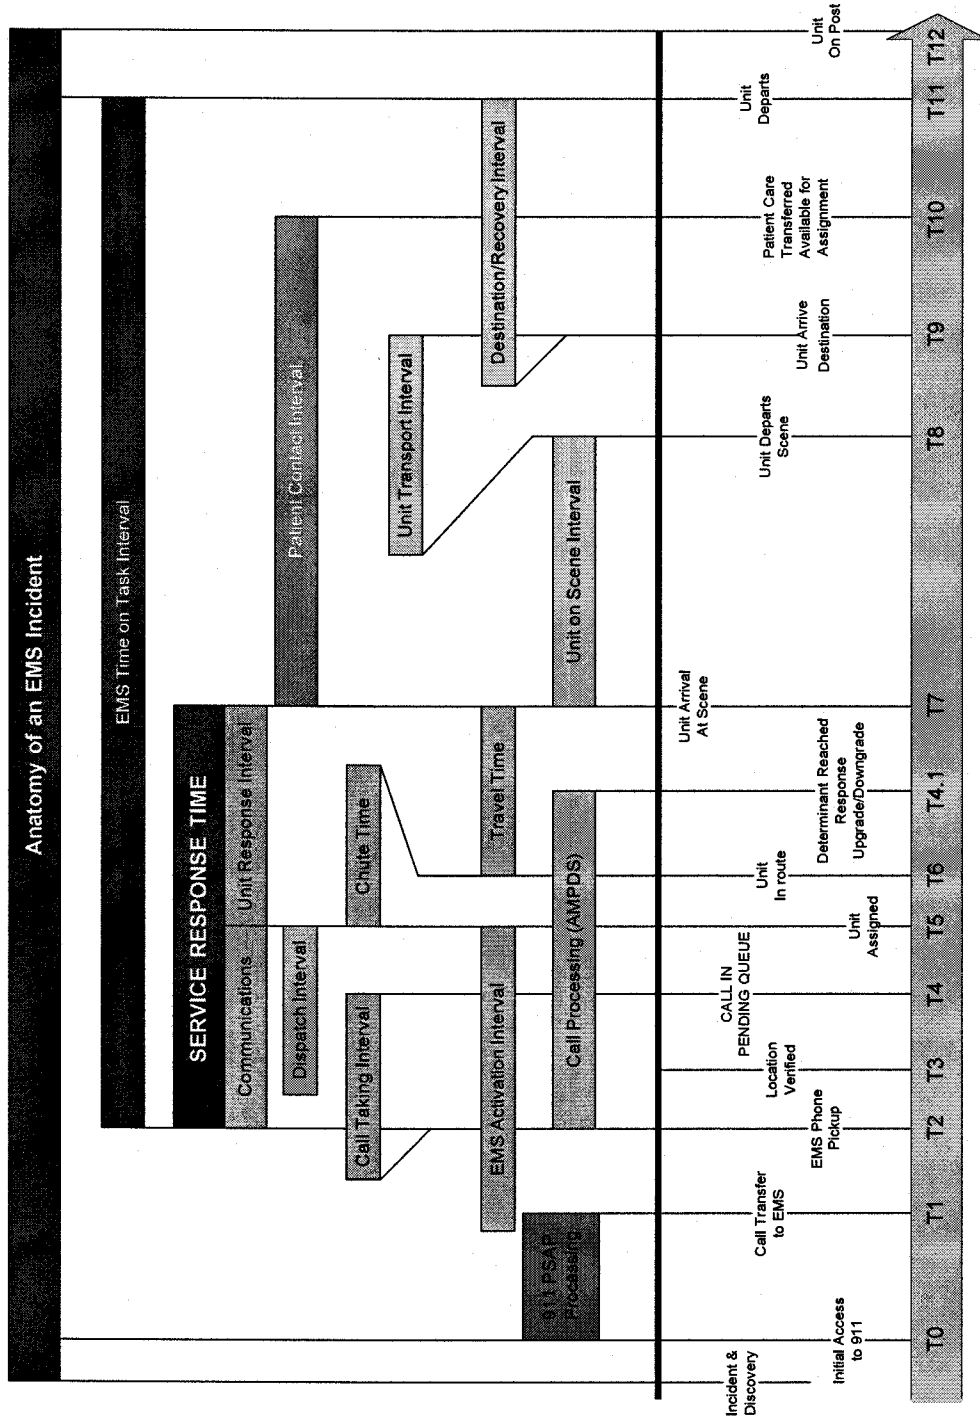 Anatomy of an EMS Incident
EMS Time on Task Interval
SERVICE RESPONSE TIME
Communications
Unit Response Interval
Dispatch Interval
Patient Contact Interval
Call Taking Interval
Chute Time
Unit Transport Interval
EMS Activation Interval
Travel Time
Destination/Recovery Interval
911 PSAP
Processing
Call Processing (AMPDS)
Unit on Scene Interval
Incident &
Discovery
Initial Access
to 911
Call Transfer
to EMS
EMS Phone
Pickup
Location
Verified
CALL IN
PENDING QUEUE
Unit
Assigned
Unit
In route
Determinant Reached
Response
Upgrade/Downgrade
Unit Arrival
At Scene
Unit Departs
Scene
Unit Arrive
Destination
Patient Care
Transferred
Available for
Assignment
Unit
Departs
Unit
On Post
T0 T1 T2 T3 T4 T5 T6 T4.1 T7 T8 T9 T10 T11 T12